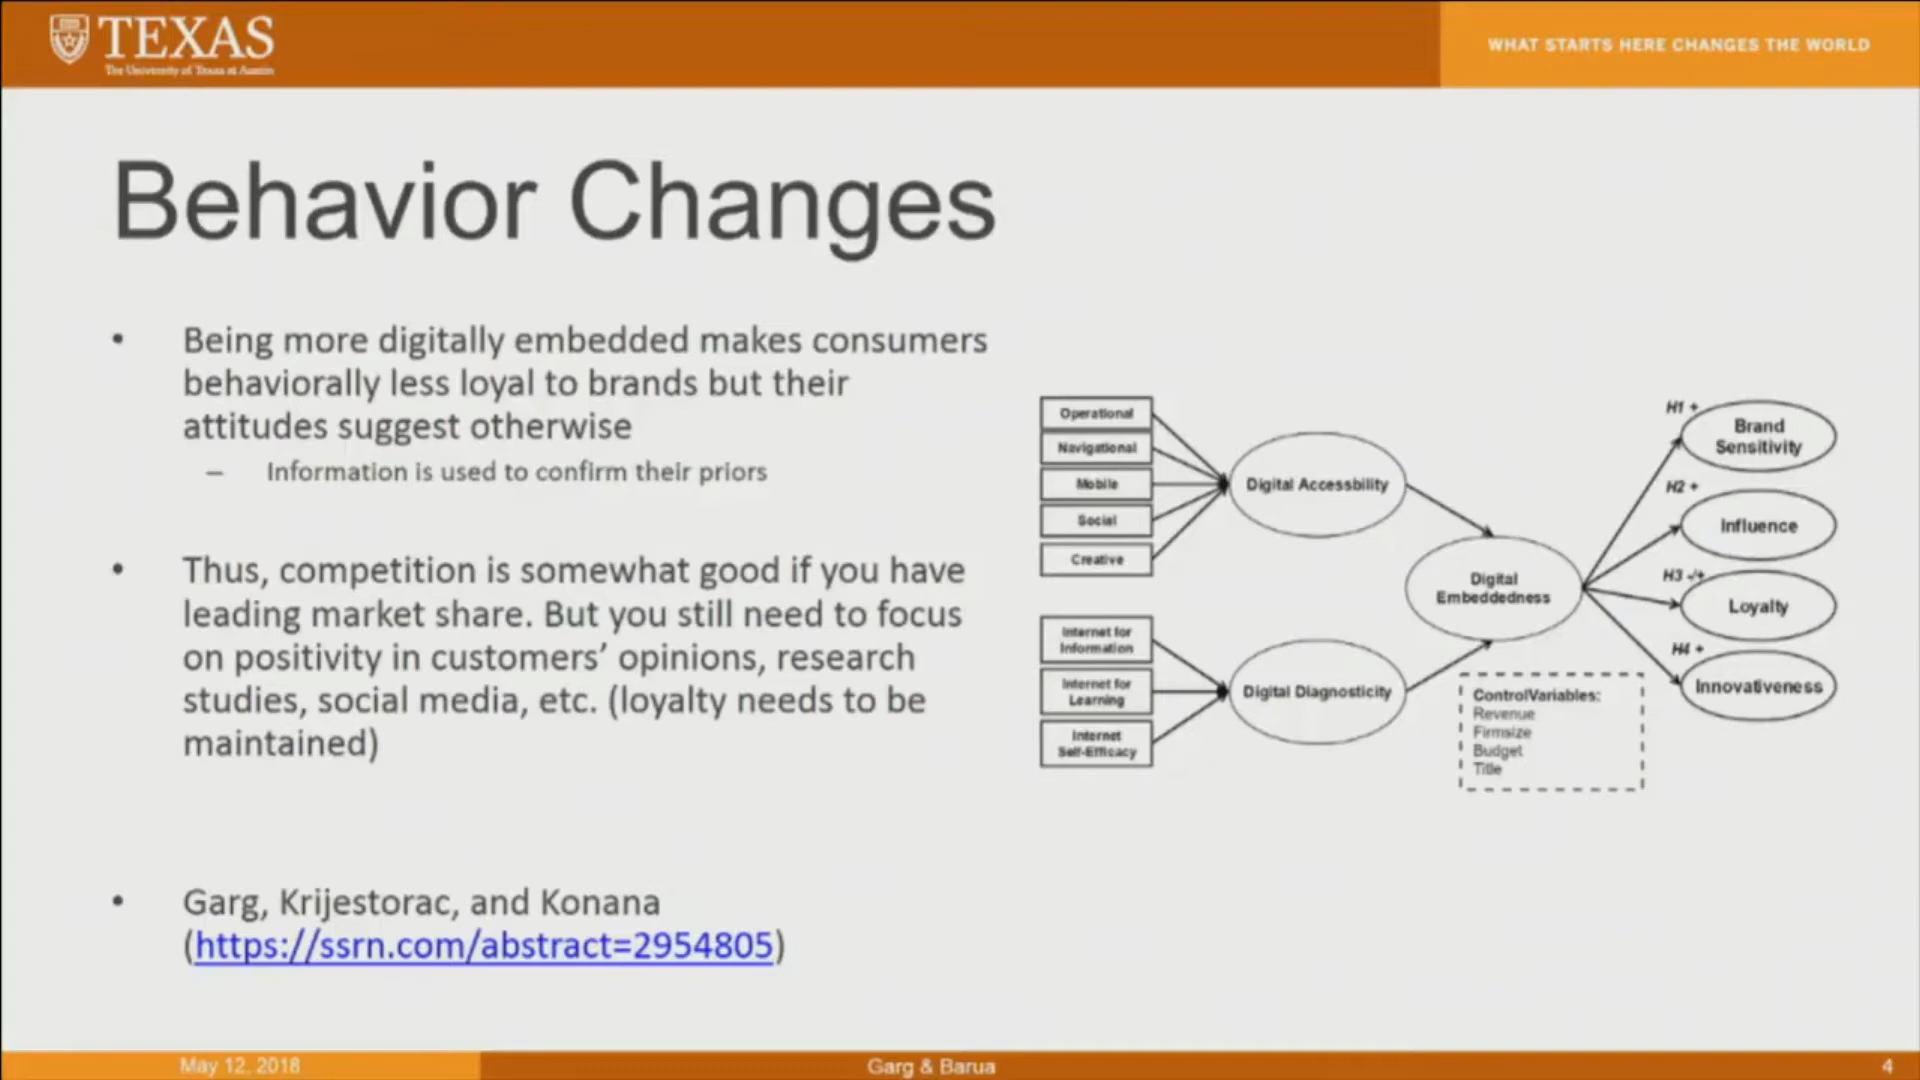 TEXAS
The University of Texas at Austin
WHAT STARTS HERE CHANGES THE WORLD
Behavior Changes
• Being more digitally embedded makes consumers
behaviorally less loyal to brands but their
attitudes suggest otherwise
– Information is used to confirm their priors
• Thus, competition is somewhat good if you have
leading market share. But you still need to focus
on positivity in customers’ opinions, research
studies, social media, etc. (loyalty needs to be
maintained)
• Garg, Krijestorac, and Konana
(https://ssrn.com/abstract=2954805)
Operational
Navigational
Mobile
Social
Creative
Internet for
Information
Internet for
Learning
Internet
Self-Efficacy
Digital Accessbility
Digital Diagnosticity
Digital
Embeddedness
ControlVariables:
Revenue
Firmsize
Budget
Title
H1 +
Brand
Sensitivity
H2 +
Influence
H3 -/+
Loyalty
H4 +
Innovativeness
May 12, 2018
Garg & Barua
4